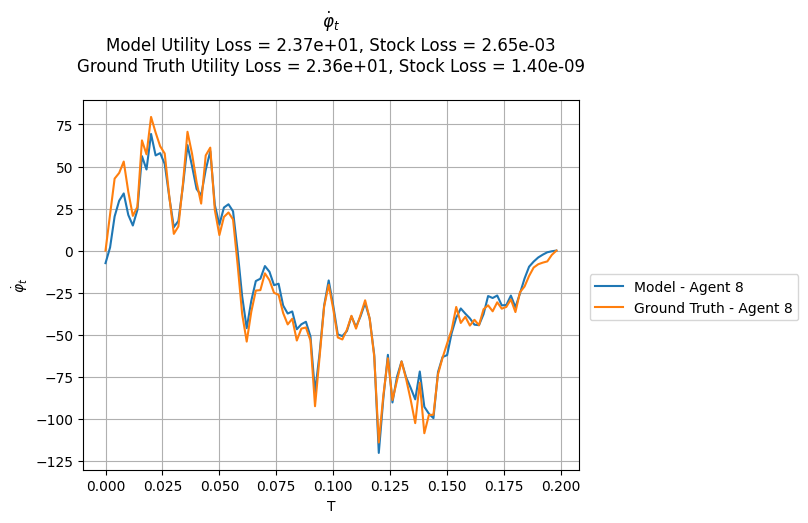 φ̇ₜ
Model Utility Loss = 2.37e+01, Stock Loss = 2.65e-03
Ground Truth Utility Loss = 2.36e+01, Stock Loss = 1.40e-09
φ̇ₜ
75
50
25
0
−25
−50
−75
−100
−125
0.000 0.025 0.050 0.075 0.100 0.125 0.150 0.175 0.200
T
Model - Agent 8
Ground Truth - Agent 8